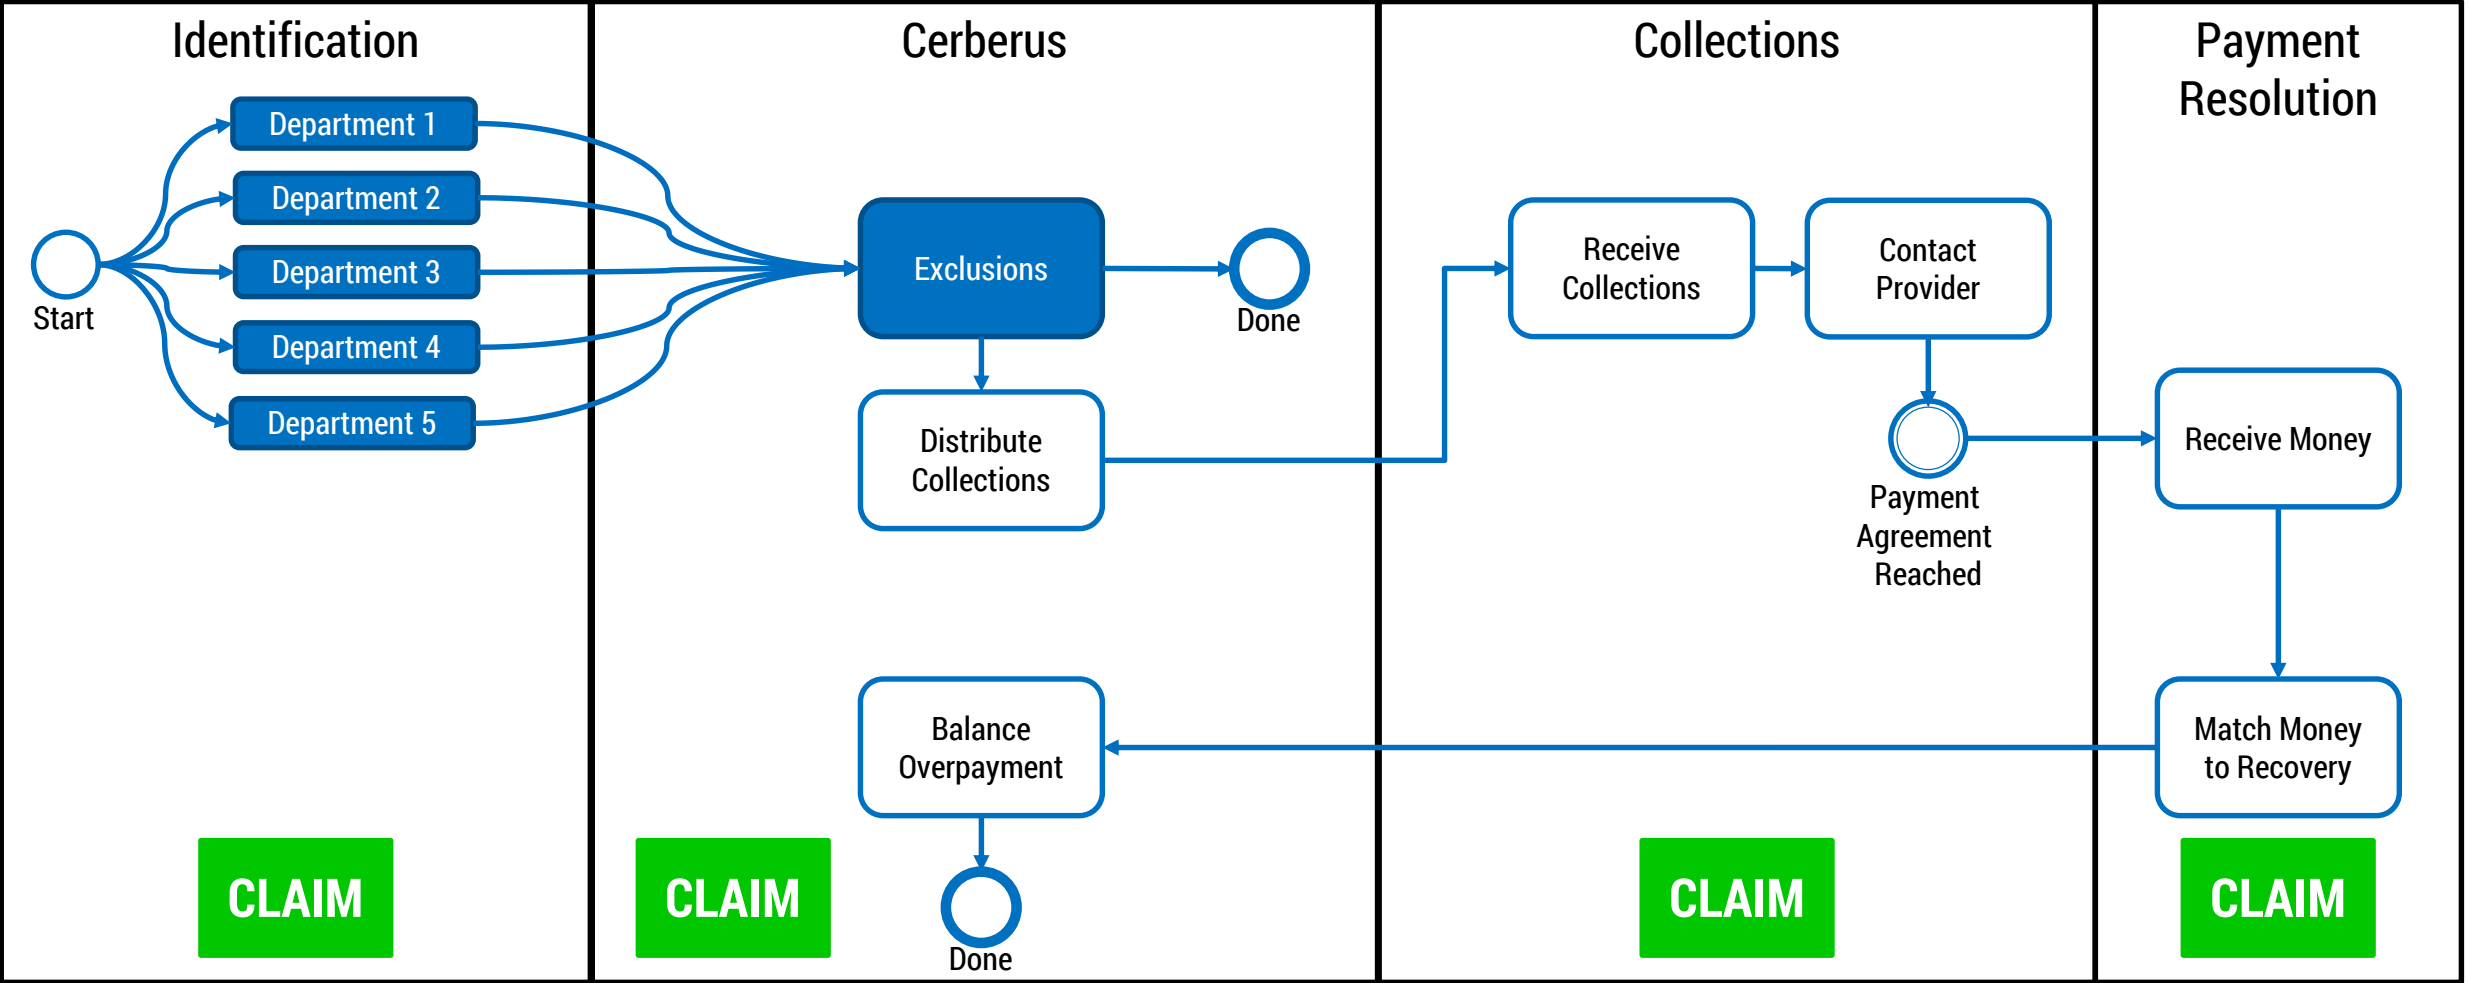 Identification
Cerberus
Collections
Payment
Resolution
Department 1
Department 2
Department 3
Department 4
Department 5
Start
Exclusions
Done
Distribute
Collections
Receive
Collections
Contact
Provider
Payment
Agreement
Reached
Receive Money
Match Money
to Recovery
Balance
Overpayment
Done
CLAIM
CLAIM
CLAIM
CLAIM